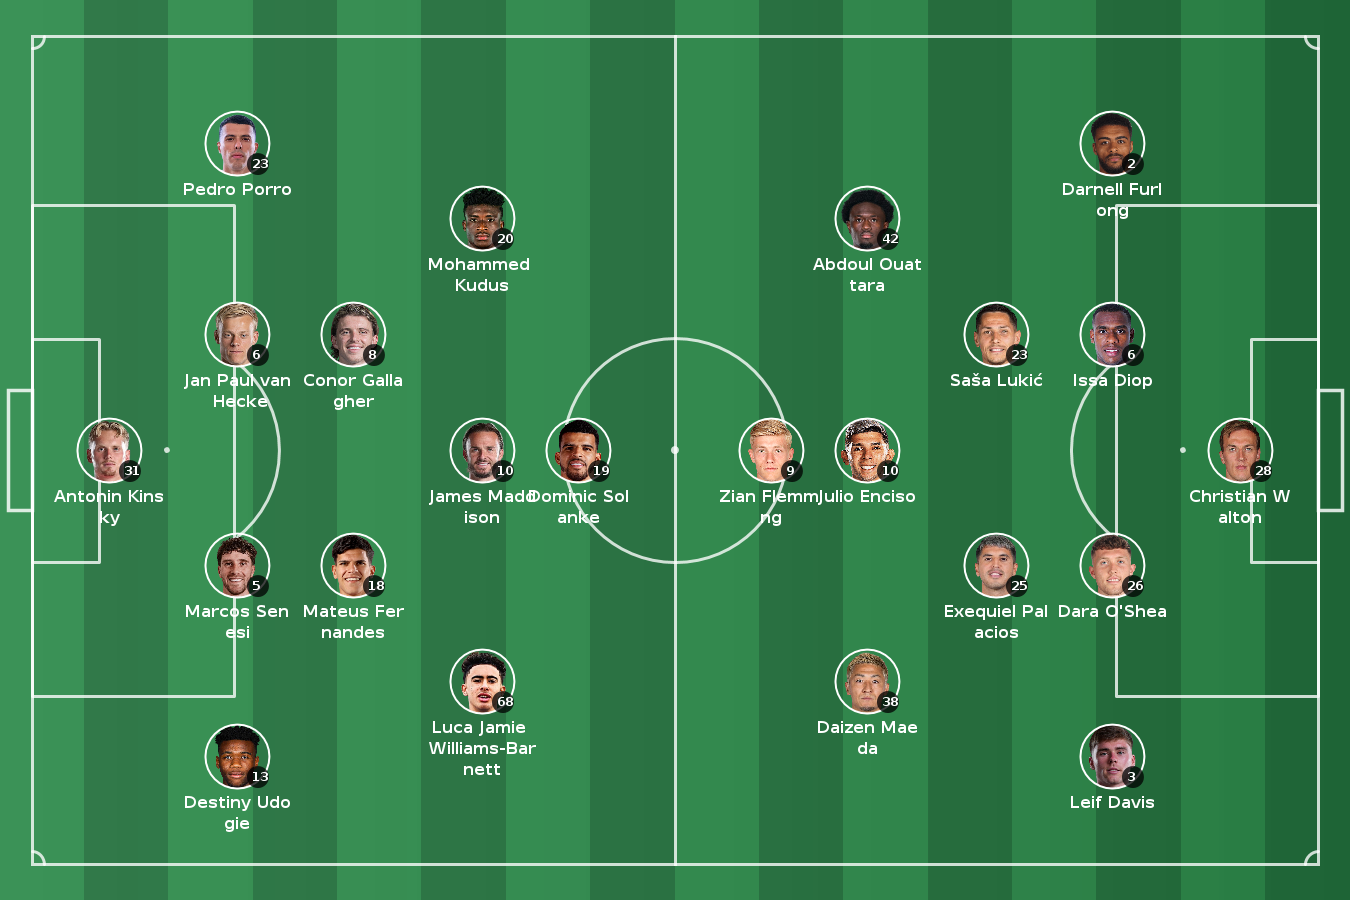 23
Pedro Porro
2
Darnell Furl
ong
20
Mohammed
Kudus
42
Abdoul Ouat
tara
6
Jan Paul van
Hecke
8
Conor Galla
gher
23
Saša Lukić
6
Issa Diop
31
Antonin Kins
ky
10
James Madd
ison
19
Dominic Sol
anke
9
Zian Flemmi
ng
10
Julio Enciso
28
Christian W
alton
5
Marcos Sen
esi
18
Mateus Fer
nandes
25
Exequiel Pal
acios
26
Dara O'Shea
68
Luca Jamie
Williams-Bar
nett
38
Daizen Mae
da
13
Destiny Udo
gie
3
Leif Davis